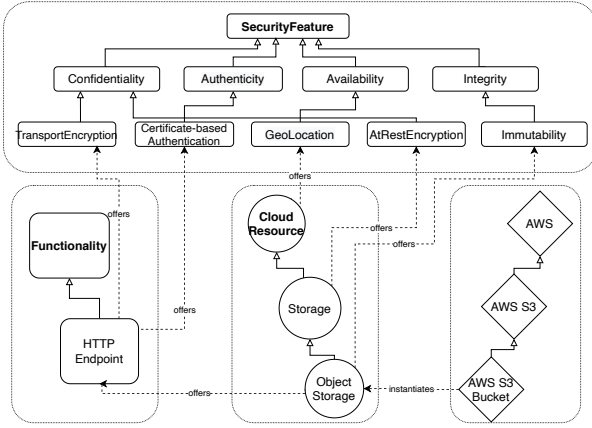 SecurityFeature
Confidentiality
Authenticity
Availability
Integrity
TransportEncryption
Certificate-based
Authentication
GeoLocation
AtRestEncryption
Immutability
offers
offers
Functionality
Cloud
Resource
offers
offers
AWS
offers
Storage
AWS S3
HTTP
Endpoint
Object
Storage
offers
instantiates
AWS S3
Bucket